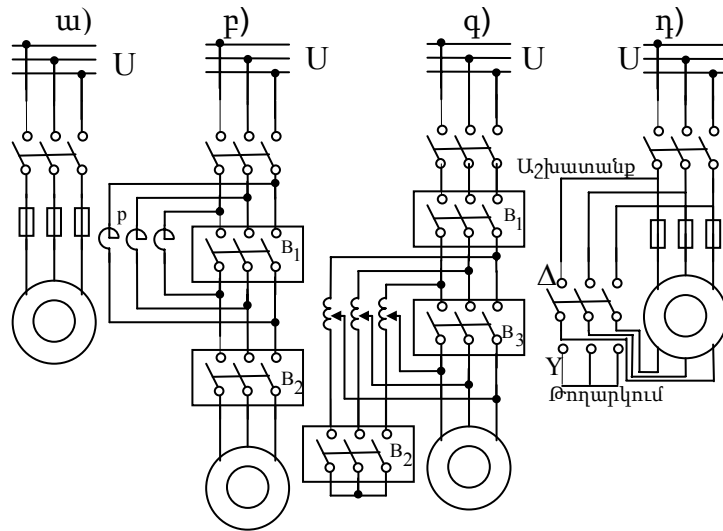 ա) բ) գ) դ)
U U U U
Աշխատանք
P
B1 B1
Δ
B3
B2 Y
Թողարկում
B2